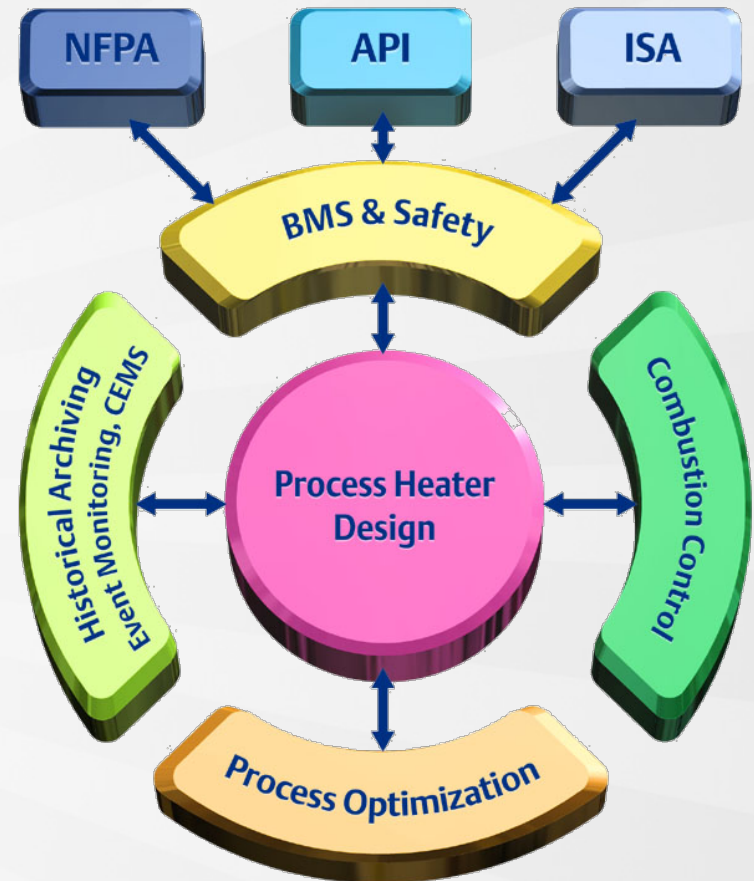 NFPA
API
ISA
BMS & Safety
Historical Archiving
Event Monitoring, CEMS
Process Heater
Design
Combustion Control
Process Optimization